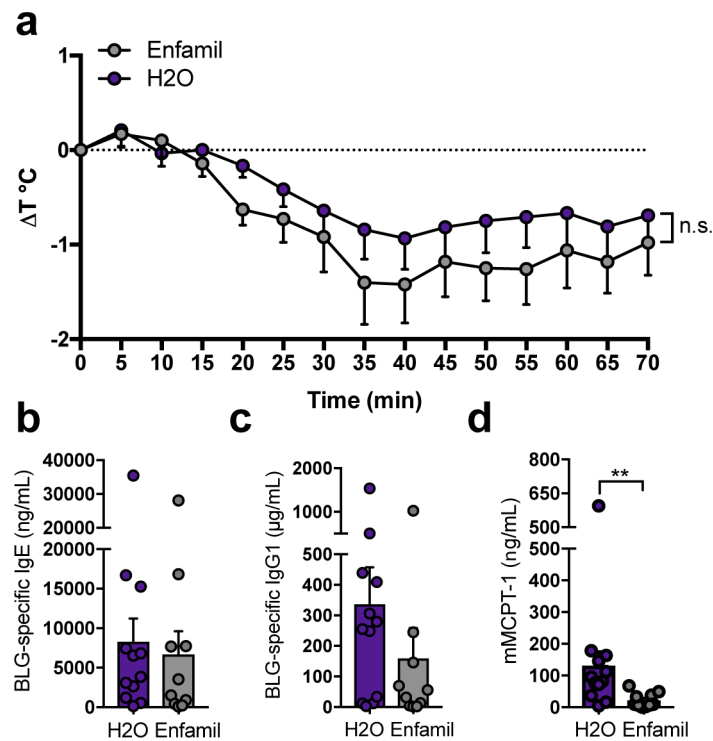 a
Enfamil
H2O
1
0
-1
-2
ΔT °C
n.s.
0 5 10 15 20 25 30 35 40 45 50 55 60 65 70
Time (min)
b
BLG-specific IgE (ng/mL)
40000
30000
20000
20000
15000
10000
5000
0
H2O Enfamil
c
BLG-specific IgG1 (µg/mL)
2000
1000
500
400
300
200
100
0
H2O Enfamil
d
mMCPT-1 (ng/mL)
**
800
650
500
500
400
300
200
100
0
H2O Enfamil